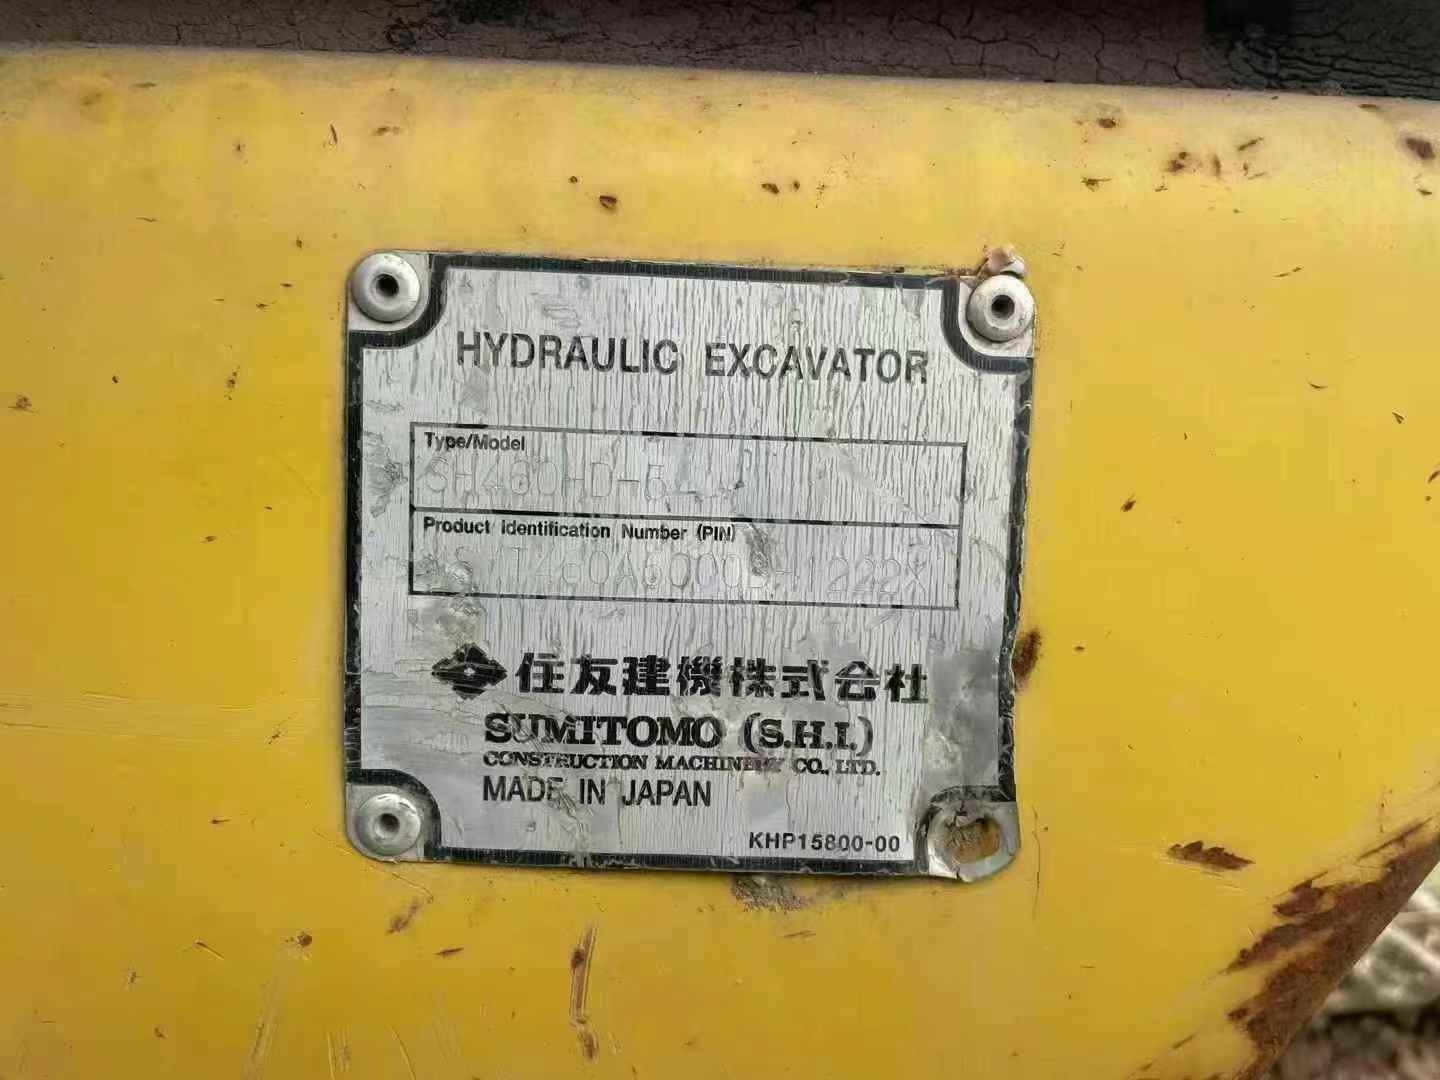 HYDRAULIC EXCAVATOR
Type/Model
Product Identification Number (PIN)
住友建機株式会社
SUMITOMO (S.H.I.)
CONSTRUCTION MACHINERY CO., LTD.
MADE IN JAPAN
KHP15800-00